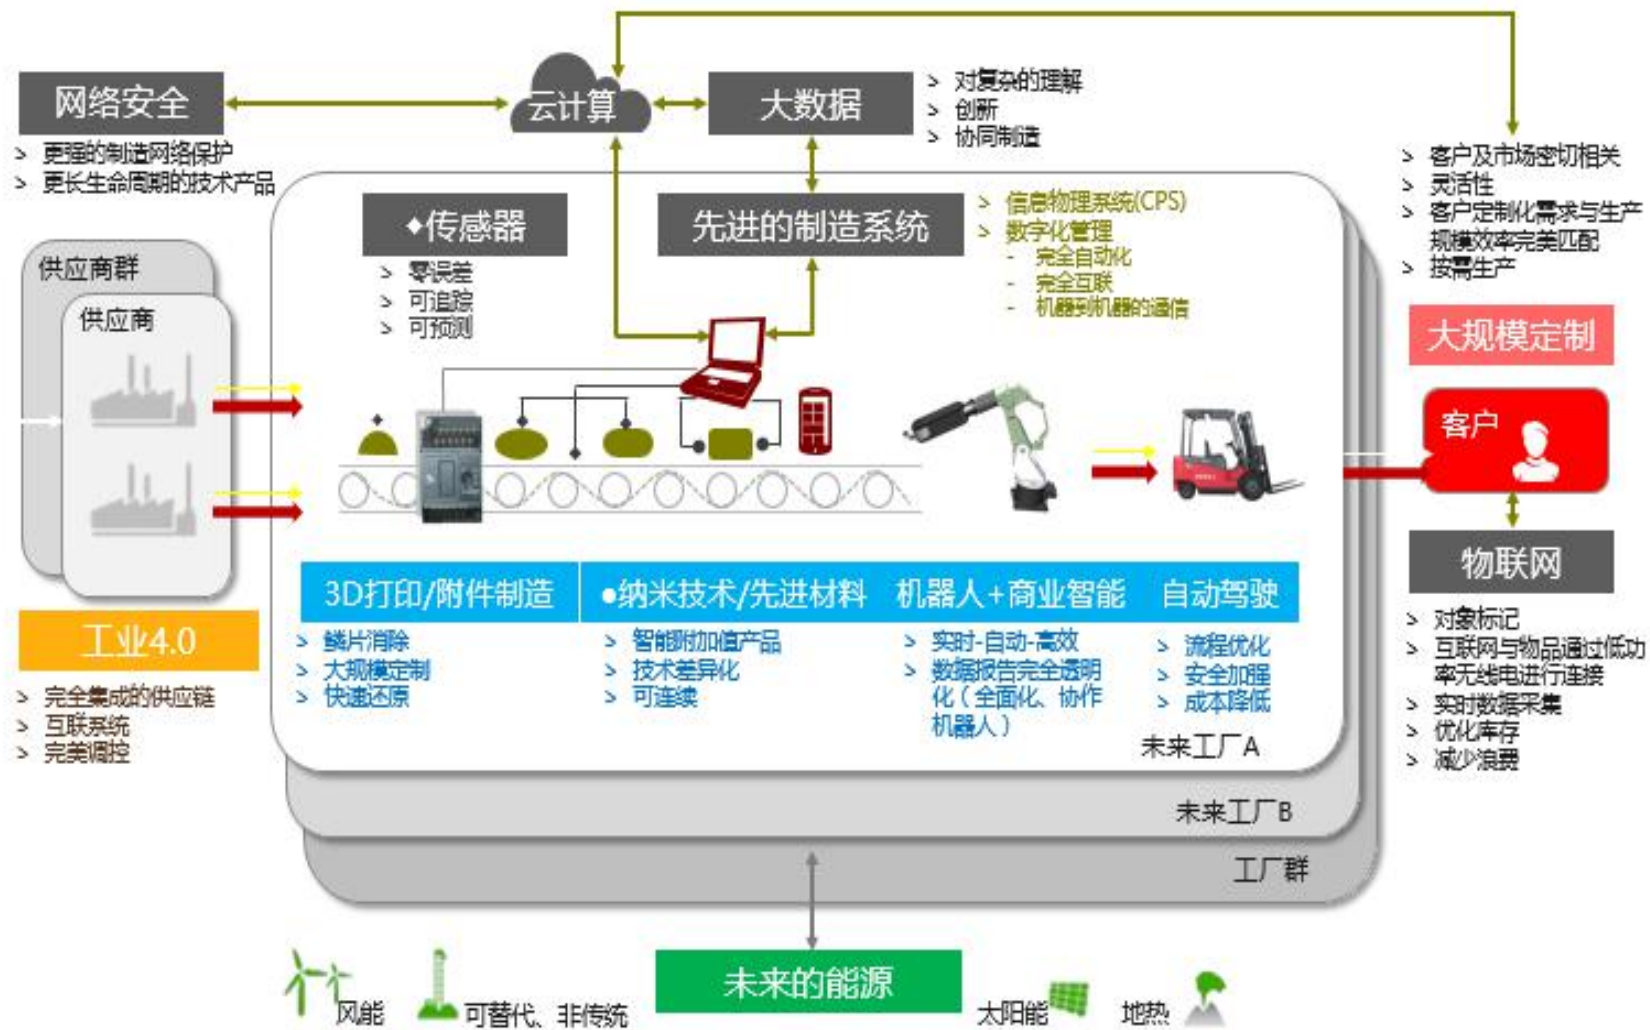 网络安全
> 更强的制造网络保护
> 更长生命周期的技术产品
云计算
大数据
> 对复杂的理解
> 创新
> 协同制造
> 客户及市场密切相关
> 灵活性
> 客户定制化需求与生产
规模效率完美匹配
> 按需生产
大规模定制
客户
物联网
> 对象标记
> 互联网与物品通过低功
率无线电进行连接
> 实时数据采集
> 优化库存
> 减少浪费
供应商群
供应商
工业4.0
> 完全集成的供应链
> 互联系统
> 完美调控
◆传感器
> 零误差
> 可追踪
> 可预测
先进的制造系统
> 信息物理系统(CPS)
> 数字化管理
- 完全自动化
- 完全互联
- 机器到机器的通信
3D打印/附件制造
> 鳞片消除
> 大规模定制
> 快速还原
●纳米技术/先进材料
> 智能附加值产品
> 技术差异化
> 可连续
机器人+商业智能
> 实时-自动-高效
> 数据报告完全透明
化（全面化、协作
机器人）
自动驾驶
> 流程优化
> 安全加强
> 成本降低
未来工厂A
未来工厂B
工厂群
未来的能源
风能
可替代、非传统
太阳能
地热